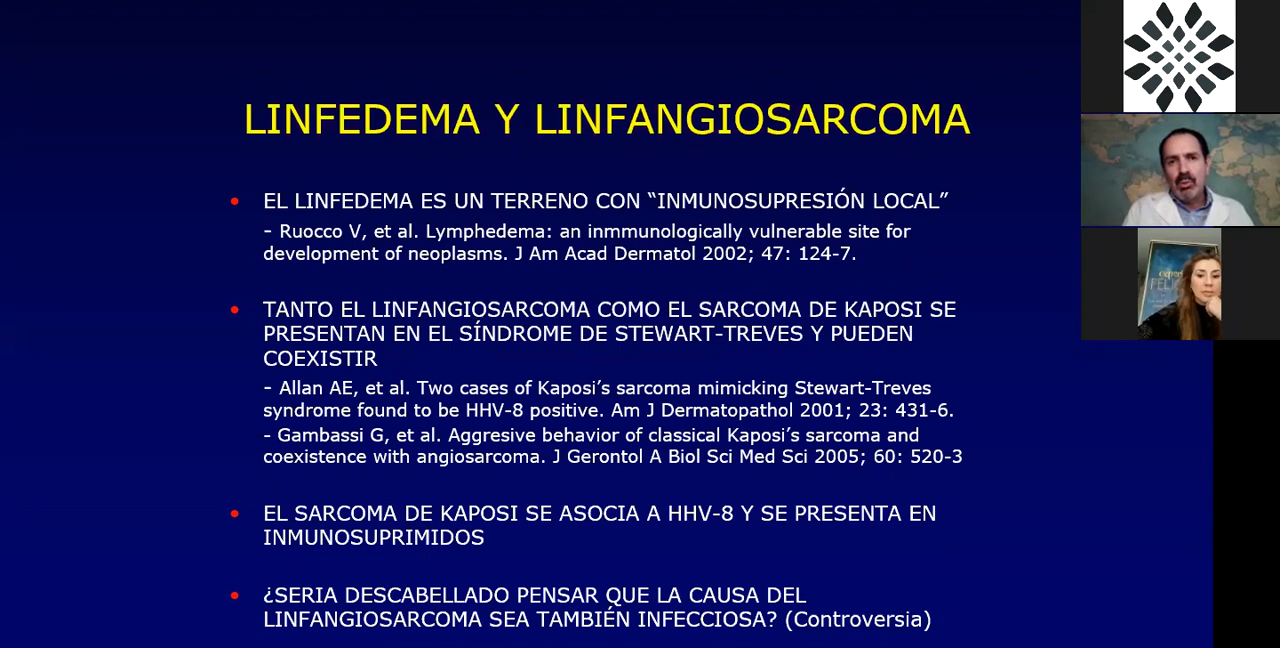 LINFEDEMA Y LINFANGIOSARCOMA
• EL LINFEDEMA ES UN TERRENO CON “INMUNOSUPRESIÓN LOCAL”
- Ruocco V, et al. Lymphedema: an inmmunologically vulnerable site for
development of neoplasms. J Am Acad Dermatol 2002; 47: 124-7.
• TANTO EL LINFANGIOSARCOMA COMO EL SARCOMA DE KAPOSI SE
PRESENTAN EN EL SÍNDROME DE STEWART-TREVES Y PUEDEN
COEXISTIR
- Allan AE, et al. Two cases of Kaposi’s sarcoma mimicking Stewart-Treves
syndrome found to be HHV-8 positive. Am J Dermatopathol 2001; 23: 431-6.
- Gambassi G, et al. Aggresive behavior of classical Kaposi’s sarcoma and
coexistence with angiosarcoma. J Gerontol A Biol Sci Med Sci 2005; 60: 520-3
• EL SARCOMA DE KAPOSI SE ASOCIA A HHV-8 Y SE PRESENTA EN
INMUNOSUPRIMIDOS
• ¿SERIA DESCABELLADO PENSAR QUE LA CAUSA DEL
LINFANGIOSARCOMA SEA TAMBIÉN INFECCIOSA? (Controversia)